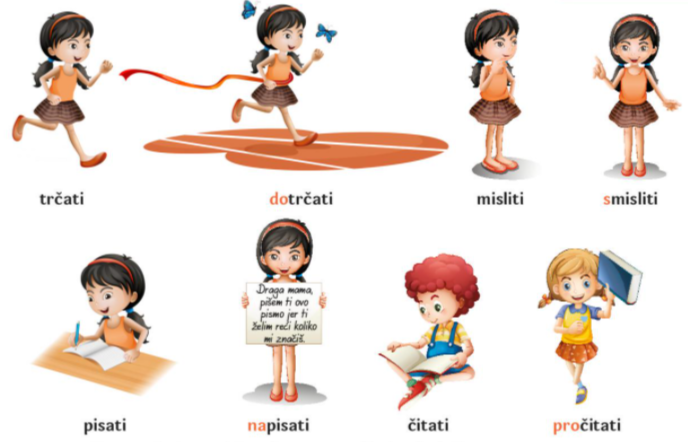 trčati
dotrčati
misliti
smisliti
Draga mama,
pišem ti ovo
pismo jer ti
želim reći koliko
mi značiš.
pisati
napisati
čitati
pročitati